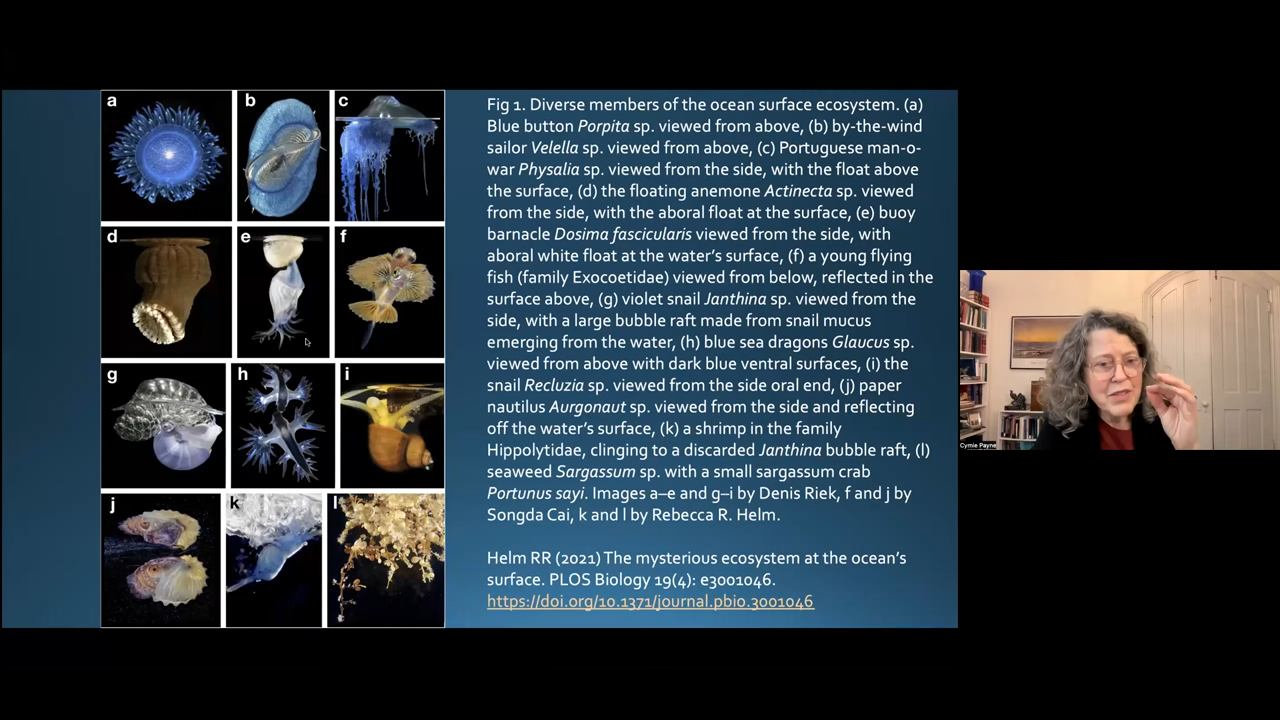 a
b
c
d
e
f
g
h
i
j
k
l
Fig 1. Diverse members of the ocean surface ecosystem. (a)
Blue button Porpita sp. viewed from above, (b) by-the-wind
sailor Velella sp. viewed from above, (c) Portuguese man-o-
war Physalia sp. viewed from the side, with the float above
the surface, (d) the floating anemone Actinecta sp. viewed
from the side, with the aboral float at the surface, (e) buoy
barnacle Dosima fascicularis viewed from the side, with
aboral white float at the water's surface, (f) a young flying
fish (family Exocoetidae) viewed from below, reflected in the
surface above, (g) violet snail Janthina sp. viewed from the
side, with a large bubble raft made from snail mucus
emerging from the water, (h) blue sea dragons Glaucus sp.
viewed from above with dark blue ventral surfaces, (i) the
snail Recluzia sp. viewed from the side oral end, (j) paper
nautilus Aurgonaut sp. viewed from the side and reflecting
off the water's surface, (k) a shrimp in the family
Hippolytidae, clinging to a discarded Janthina bubble raft, (l)
seaweed Sargassum sp. with a small sargassum crab
Portunus sayi. Images a–e and g–i by Denis Riek, f and j by
Songda Cai, k and l by Rebecca R. Helm.
Helm RR (2021) The mysterious ecosystem at the ocean's
surface. PLOS Biology 19(4): e3001046.
https://doi.org/10.1371/journal.pbio.3001046
Cymie Payne